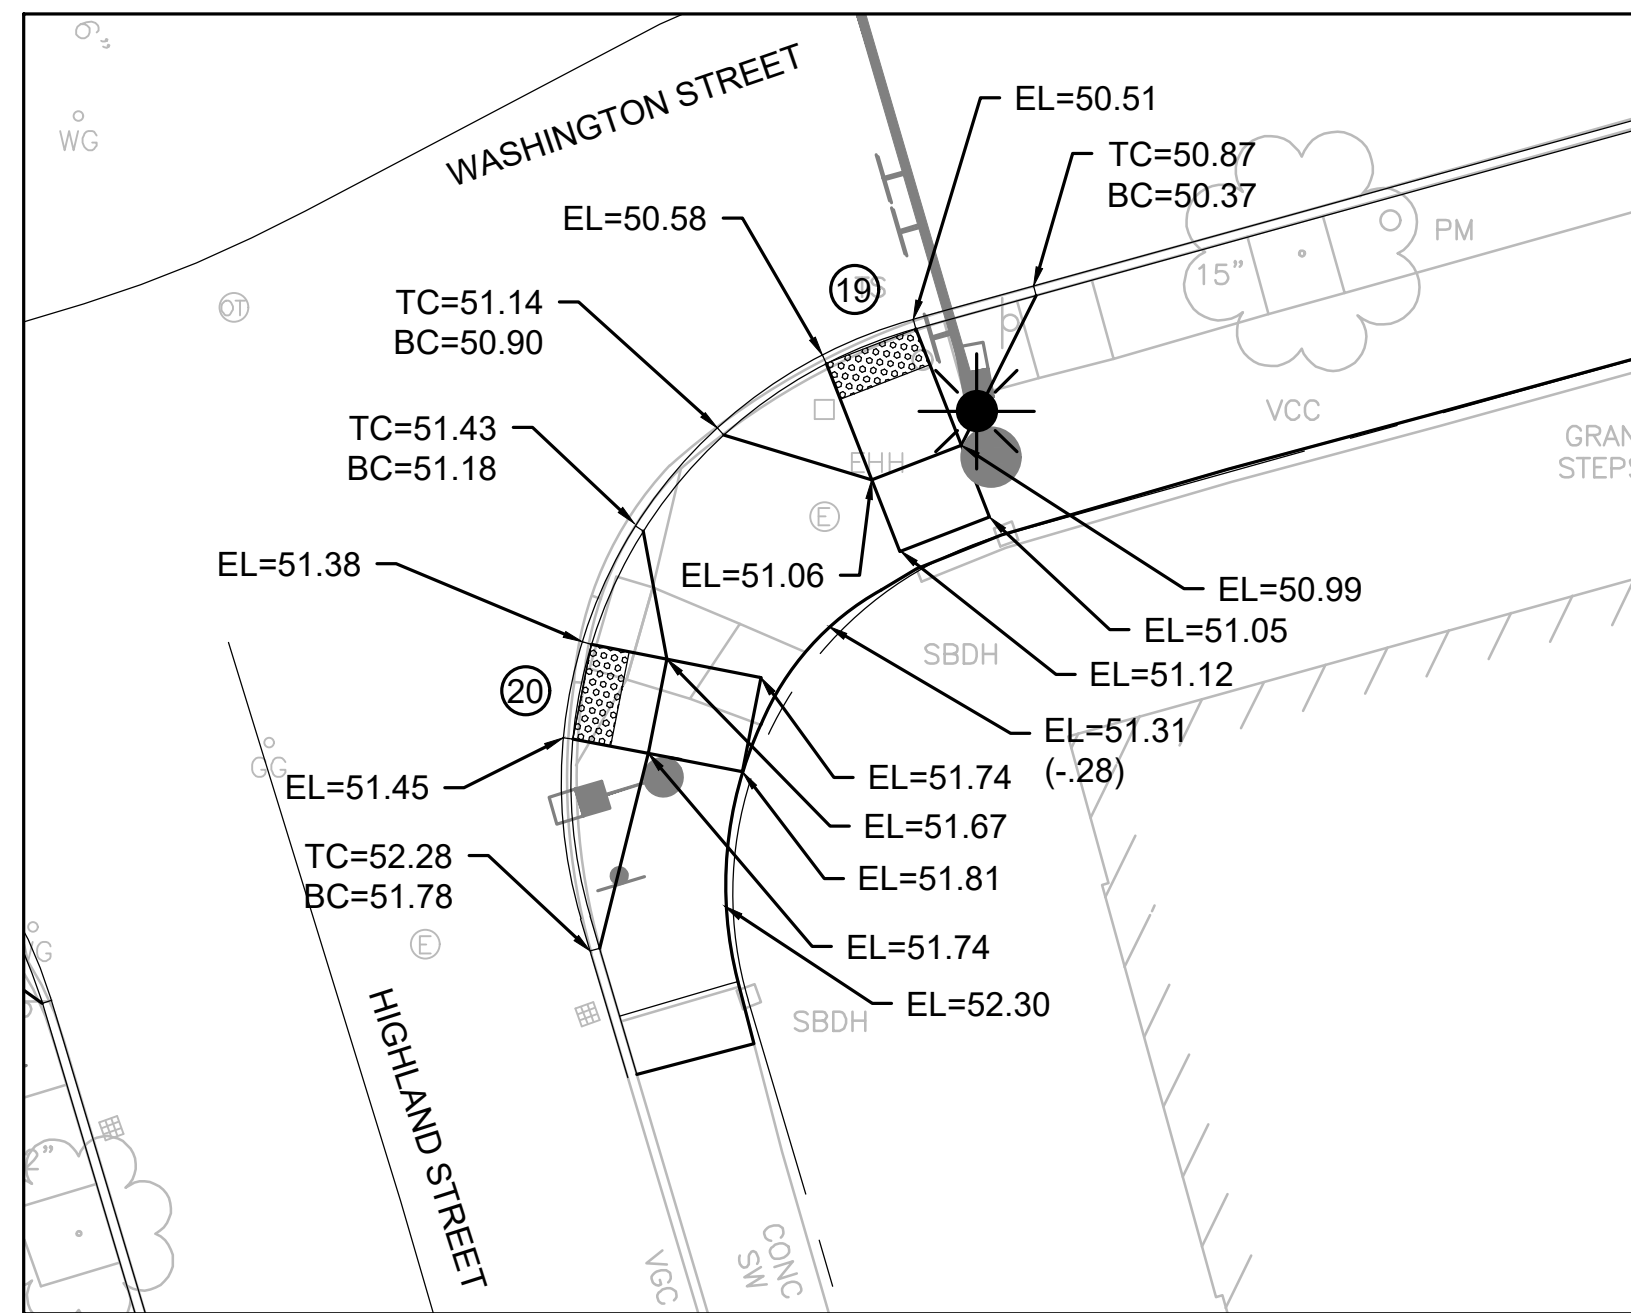 6"
WG
WASHINGTON STREET
EL=50.51
TC=50.87
BC=50.37
EL=50.58
PM
15"
OT
19
TS
TC=51.14
BC=50.90
TC=51.43
BC=51.18
VCC
EHH
E
EL=51.38
EL=51.06
EL=50.99
EL=51.05
SBDH
EL=51.12
20
EL=51.31
(-.28)
GG
EL=51.45
EL=51.74
EL=51.67
TC=52.28
BC=51.78
EL=51.81
E
EL=51.74
EL=52.30
SBDH
HIGHLAND STREET
VGC
CONC
SW